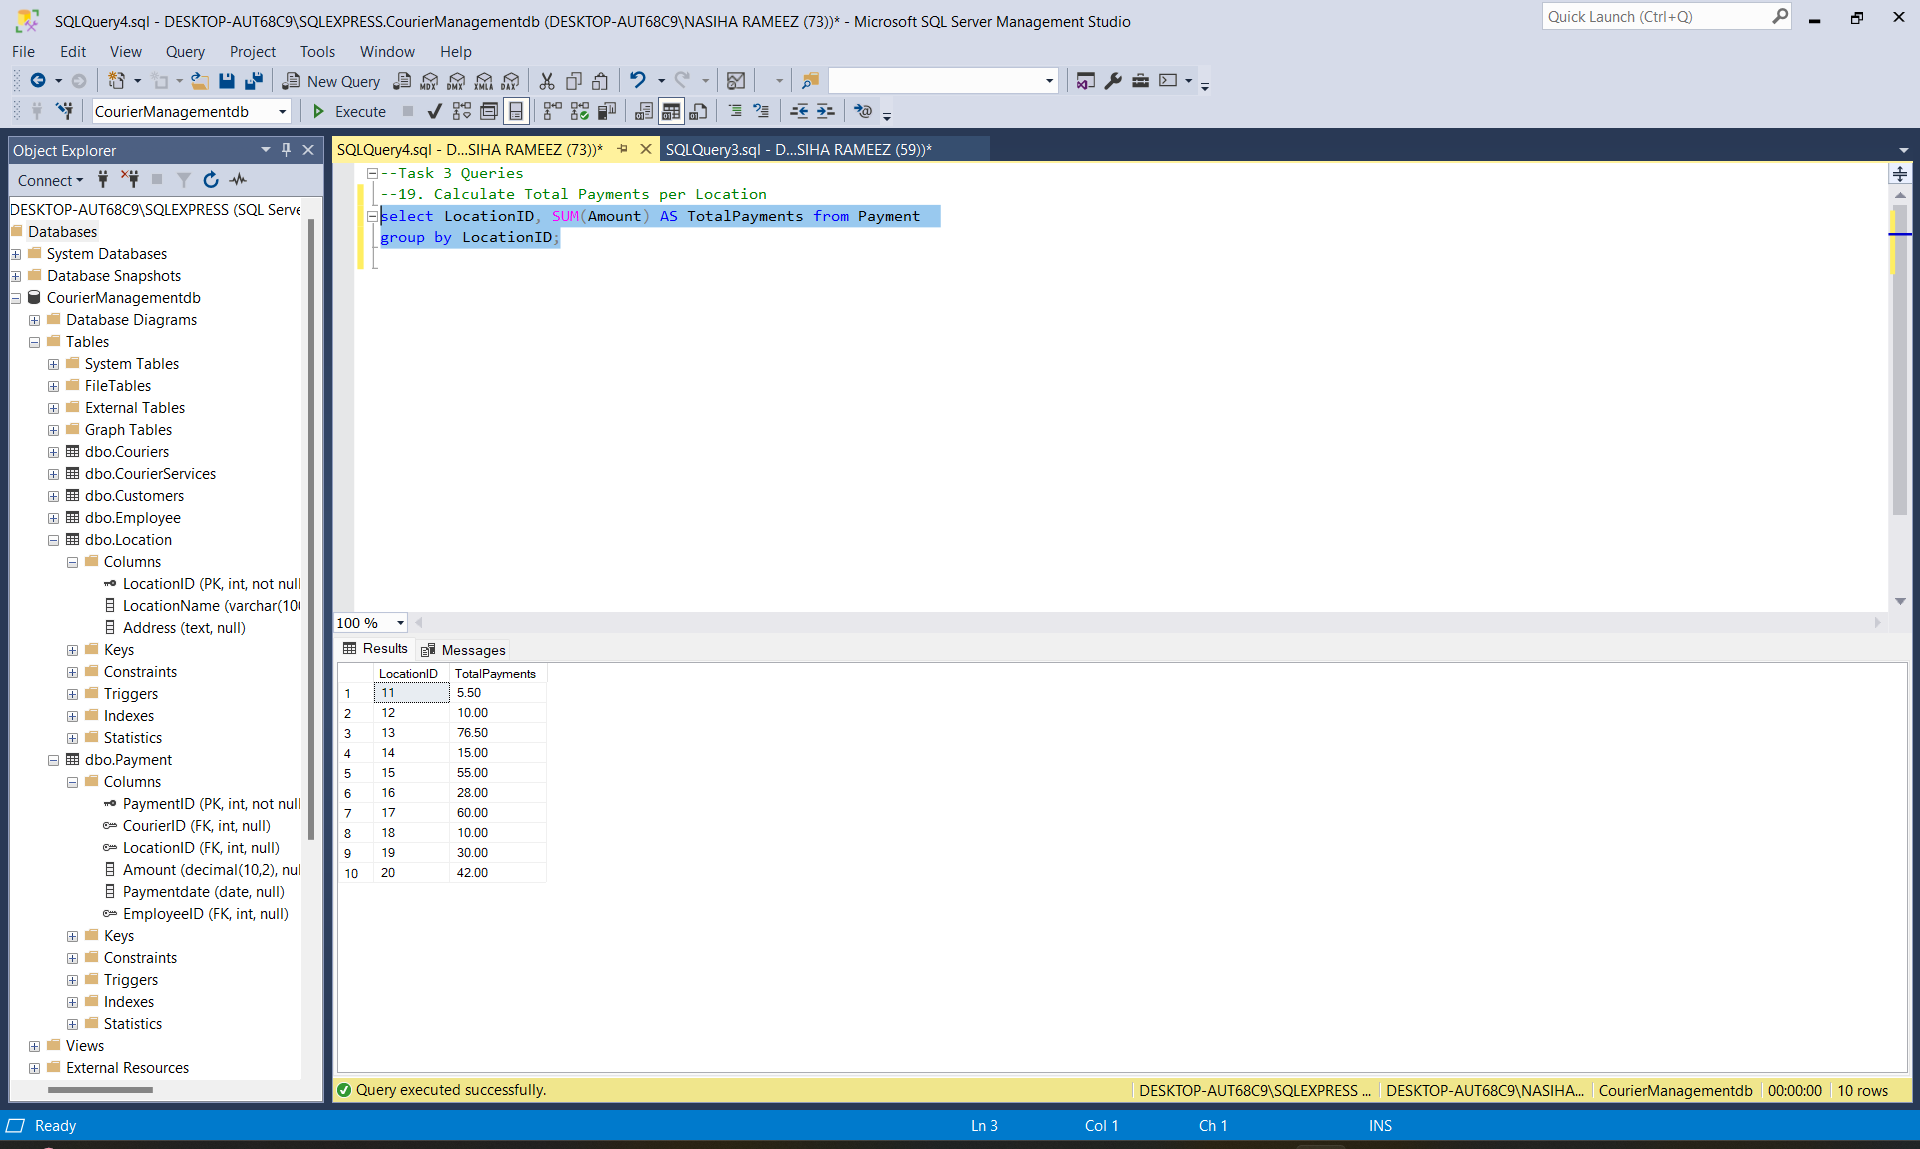 SQLQuery4.sql - DESKTOP-AUT68C9\SQLEXPRESS.CourierManagementdb (DESKTOP-AUT68C9\NASIHA RAMEEZ (73))* - Microsoft SQL Server Management Studio
Quick Launch (Ctrl+Q)
File Edit View Query Project Tools Window Help
New Query
MDX DMX XMLA DAX
CourierManagementdb
Execute
Object Explorer
Connect
DESKTOP-AUT68C9\SQLEXPRESS (SQL Serve
Databases
System Databases
Database Snapshots
CourierManagementdb
Database Diagrams
Tables
System Tables
FileTables
External Tables
Graph Tables
dbo.Couriers
dbo.CourierServices
dbo.Customers
dbo.Employee
dbo.Location
Columns
LocationID (PK, int, not null
LocationName (varchar(100
Address (text, null)
Keys
Constraints
Triggers
Indexes
Statistics
dbo.Payment
Columns
PaymentID (PK, int, not null
CourierID (FK, int, null)
LocationID (FK, int, null)
Amount (decimal(10,2), nul
Paymentdate (date, null)
EmployeeID (FK, int, null)
Keys
Constraints
Triggers
Indexes
Statistics
Views
External Resources
SQLQuery4.sql - D...SIHA RAMEEZ (73))*
SQLQuery3.sql - D...SIHA RAMEEZ (59))*
--Task 3 Queries
--19. Calculate Total Payments per Location
select LocationID, SUM(Amount) AS TotalPayments from Payment
group by LocationID;
100 %
Results Messages
LocationID TotalPayments
1 11 5.50
2 12 10.00
3 13 76.50
4 14 15.00
5 15 55.00
6 16 28.00
7 17 60.00
8 18 10.00
9 19 30.00
10 20 42.00
Query executed successfully.
DESKTOP-AUT68C9\SQLEXPRESS ... DESKTOP-AUT68C9\NASIHA... CourierManagementdb 00:00:00 10 rows
Ready Ln 3 Col 1 Ch 1 INS